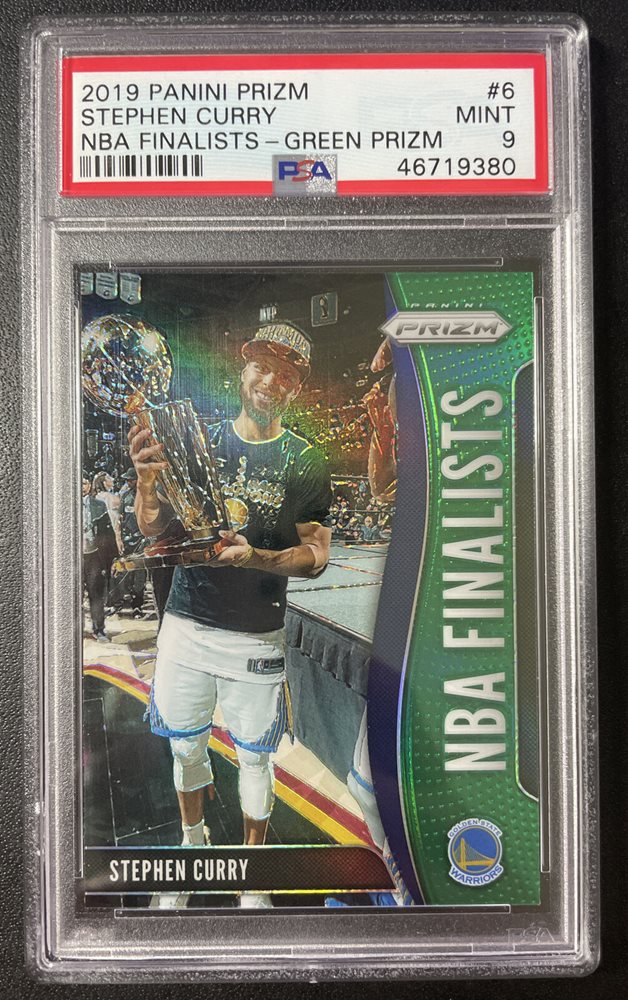 2019 PANINI PRIZM #6
STEPHEN CURRY MINT
NBA FINALISTS – GREEN PRIZM 9
PSA 46719380
PANINI
PRIZM
NBA FINALISTS
GOLDEN STATE
WARRIORS
STEPHEN CURRY
PSA